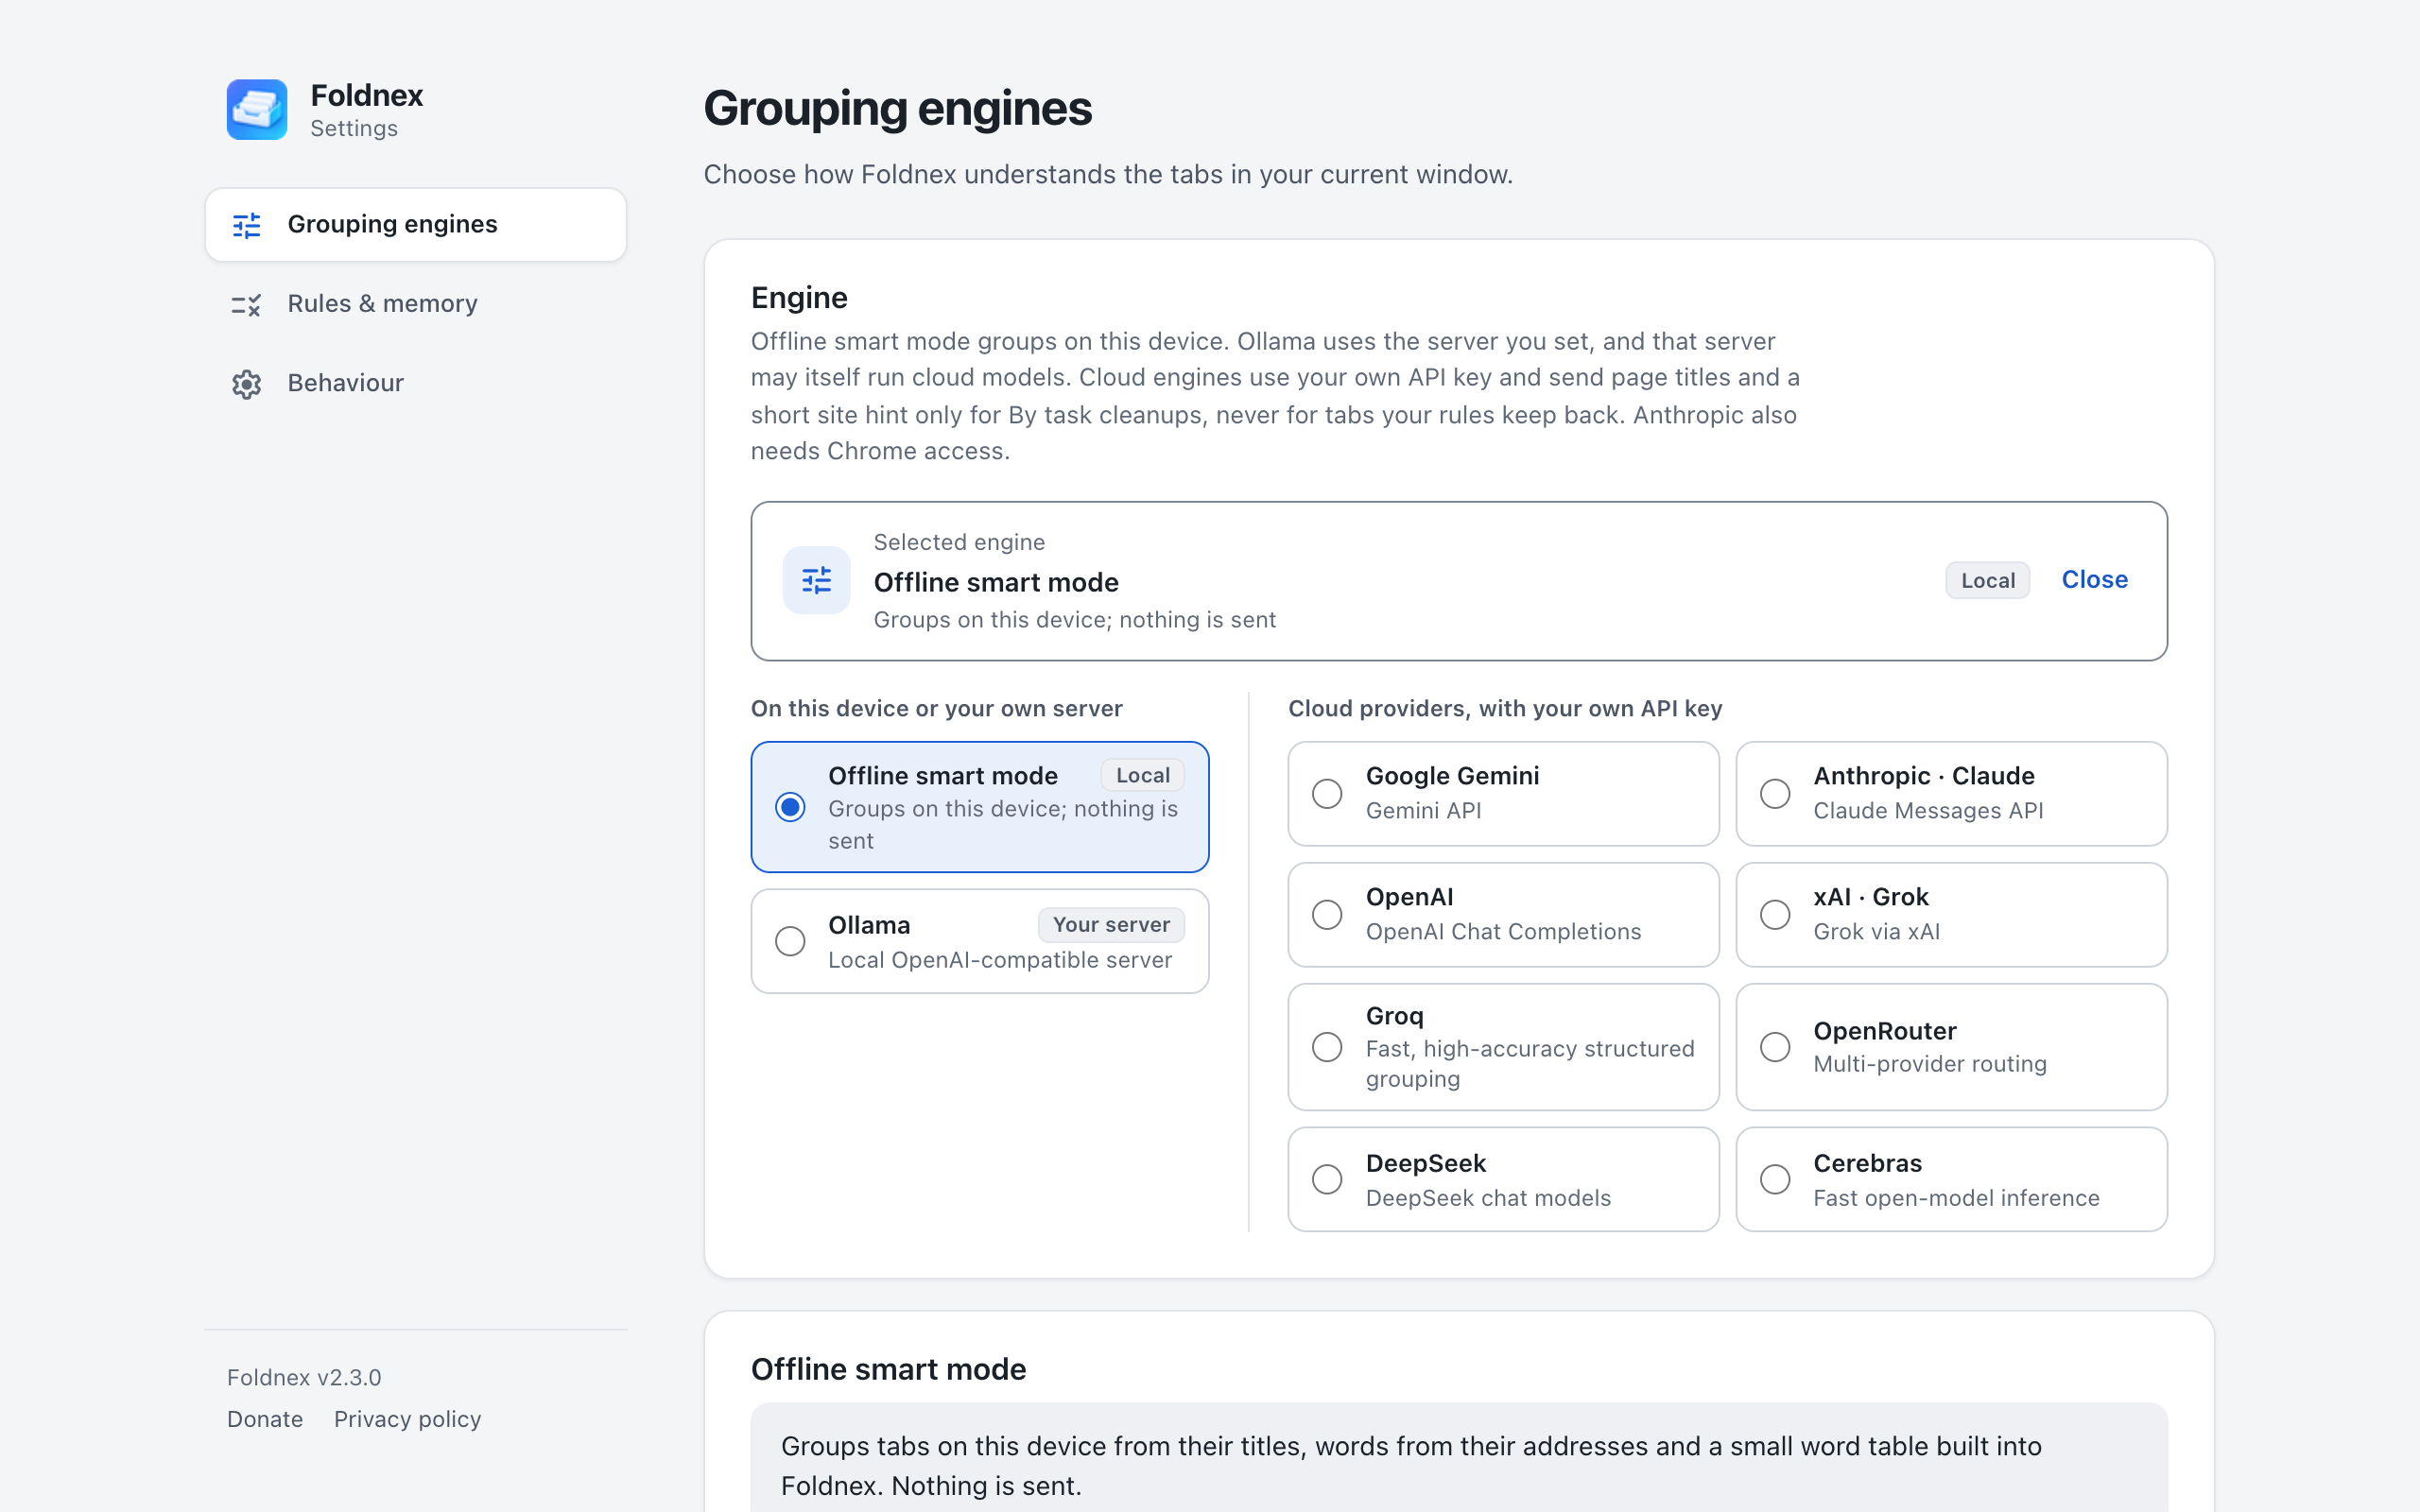 Foldnex
Settings
Grouping engines
Rules & memory
Behaviour
Foldnex v2.3.0
Donate
Privacy policy
Grouping engines
Choose how Foldnex understands the tabs in your current window.
Engine
Offline smart mode groups on this device. Ollama uses the server you set, and that server
may itself run cloud models. Cloud engines use your own API key and send page titles and a
short site hint only for By task cleanups, never for tabs your rules keep back. Anthropic also
needs Chrome access.
Selected engine
Offline smart mode
Groups on this device; nothing is sent
Local
Close
On this device or your own server
Offline smart mode
Local
Groups on this device; nothing is
sent
Ollama
Your server
Local OpenAI-compatible server
Cloud providers, with your own API key
Google Gemini
Gemini API
Anthropic · Claude
Claude Messages API
OpenAI
OpenAI Chat Completions
xAI · Grok
Grok via xAI
Groq
Fast, high-accuracy structured
grouping
OpenRouter
Multi-provider routing
DeepSeek
DeepSeek chat models
Cerebras
Fast open-model inference
Offline smart mode
Groups tabs on this device from their titles, words from their addresses and a small word table built into
Foldnex. Nothing is sent.